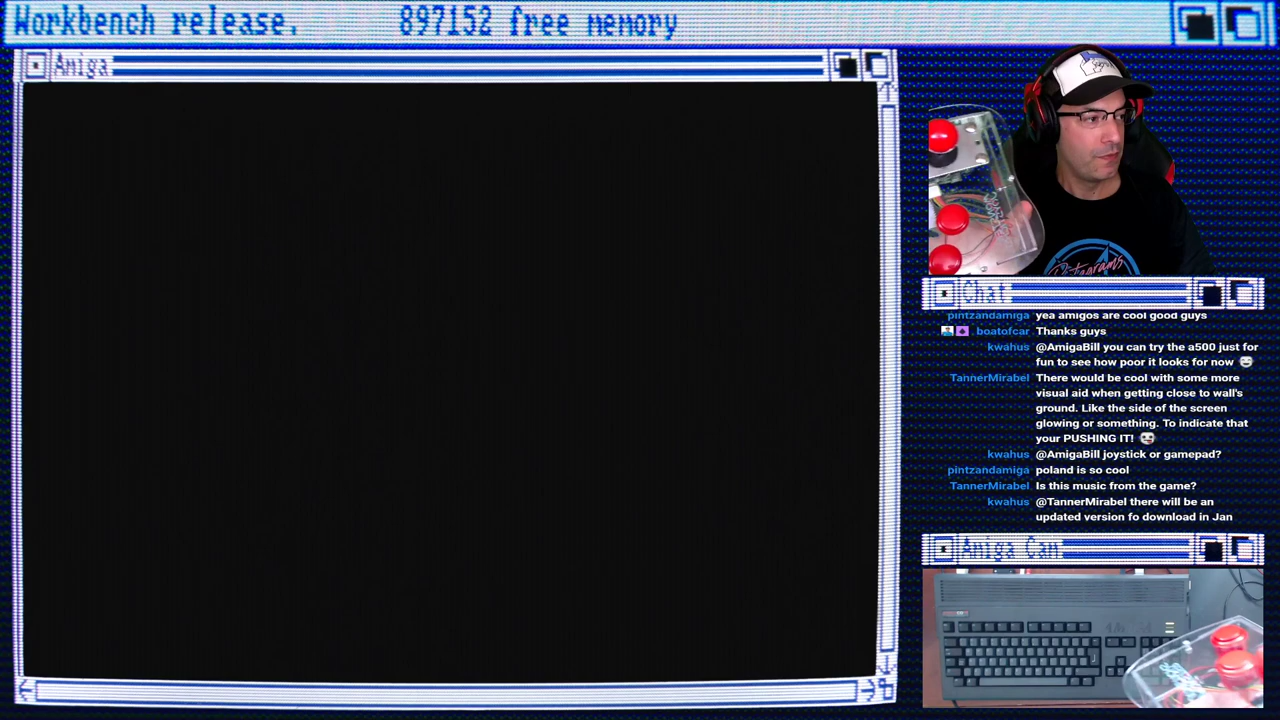 Workbench release. 897152 free memory
Amiga
Chat
pintzandamiga yea amigos are cool good guys
boatofcar Thanks guys
kwahus @AmigaBill you can try the a500 just for
fun to see how poor it looks for now
TannerMirabel There would be cool with some more
visual aid when getting close to wall's
ground. Like the side of the screen
glowing or something. To indicate that
your PUSHING IT!
kwahus @AmigaBill joystick or gamepad?
pintzandamiga poland is so cool
TannerMirabel Is this music from the game?
kwahus @TannerMirabel there will be an
updated version fo download in Jan
Amiga Cam